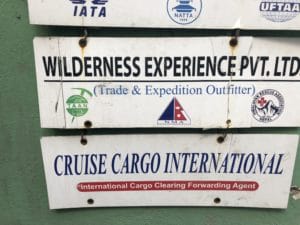 IATA
NATTA
UFTAA
WILDERNESS EXPERIENCE PVT. LTD
(Trade & Expedition Outfitter)
TAAN
NMA
CRUISE CARGO INTERNATIONAL
*International Cargo Clearing Forwarding Agent